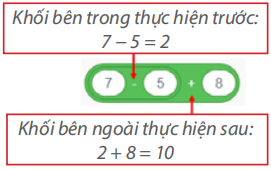 Khối bên trong thực hiện trước:
7 – 5 = 2
7 - 5 + 8
Khối bên ngoài thực hiện sau:
2 + 8 = 10